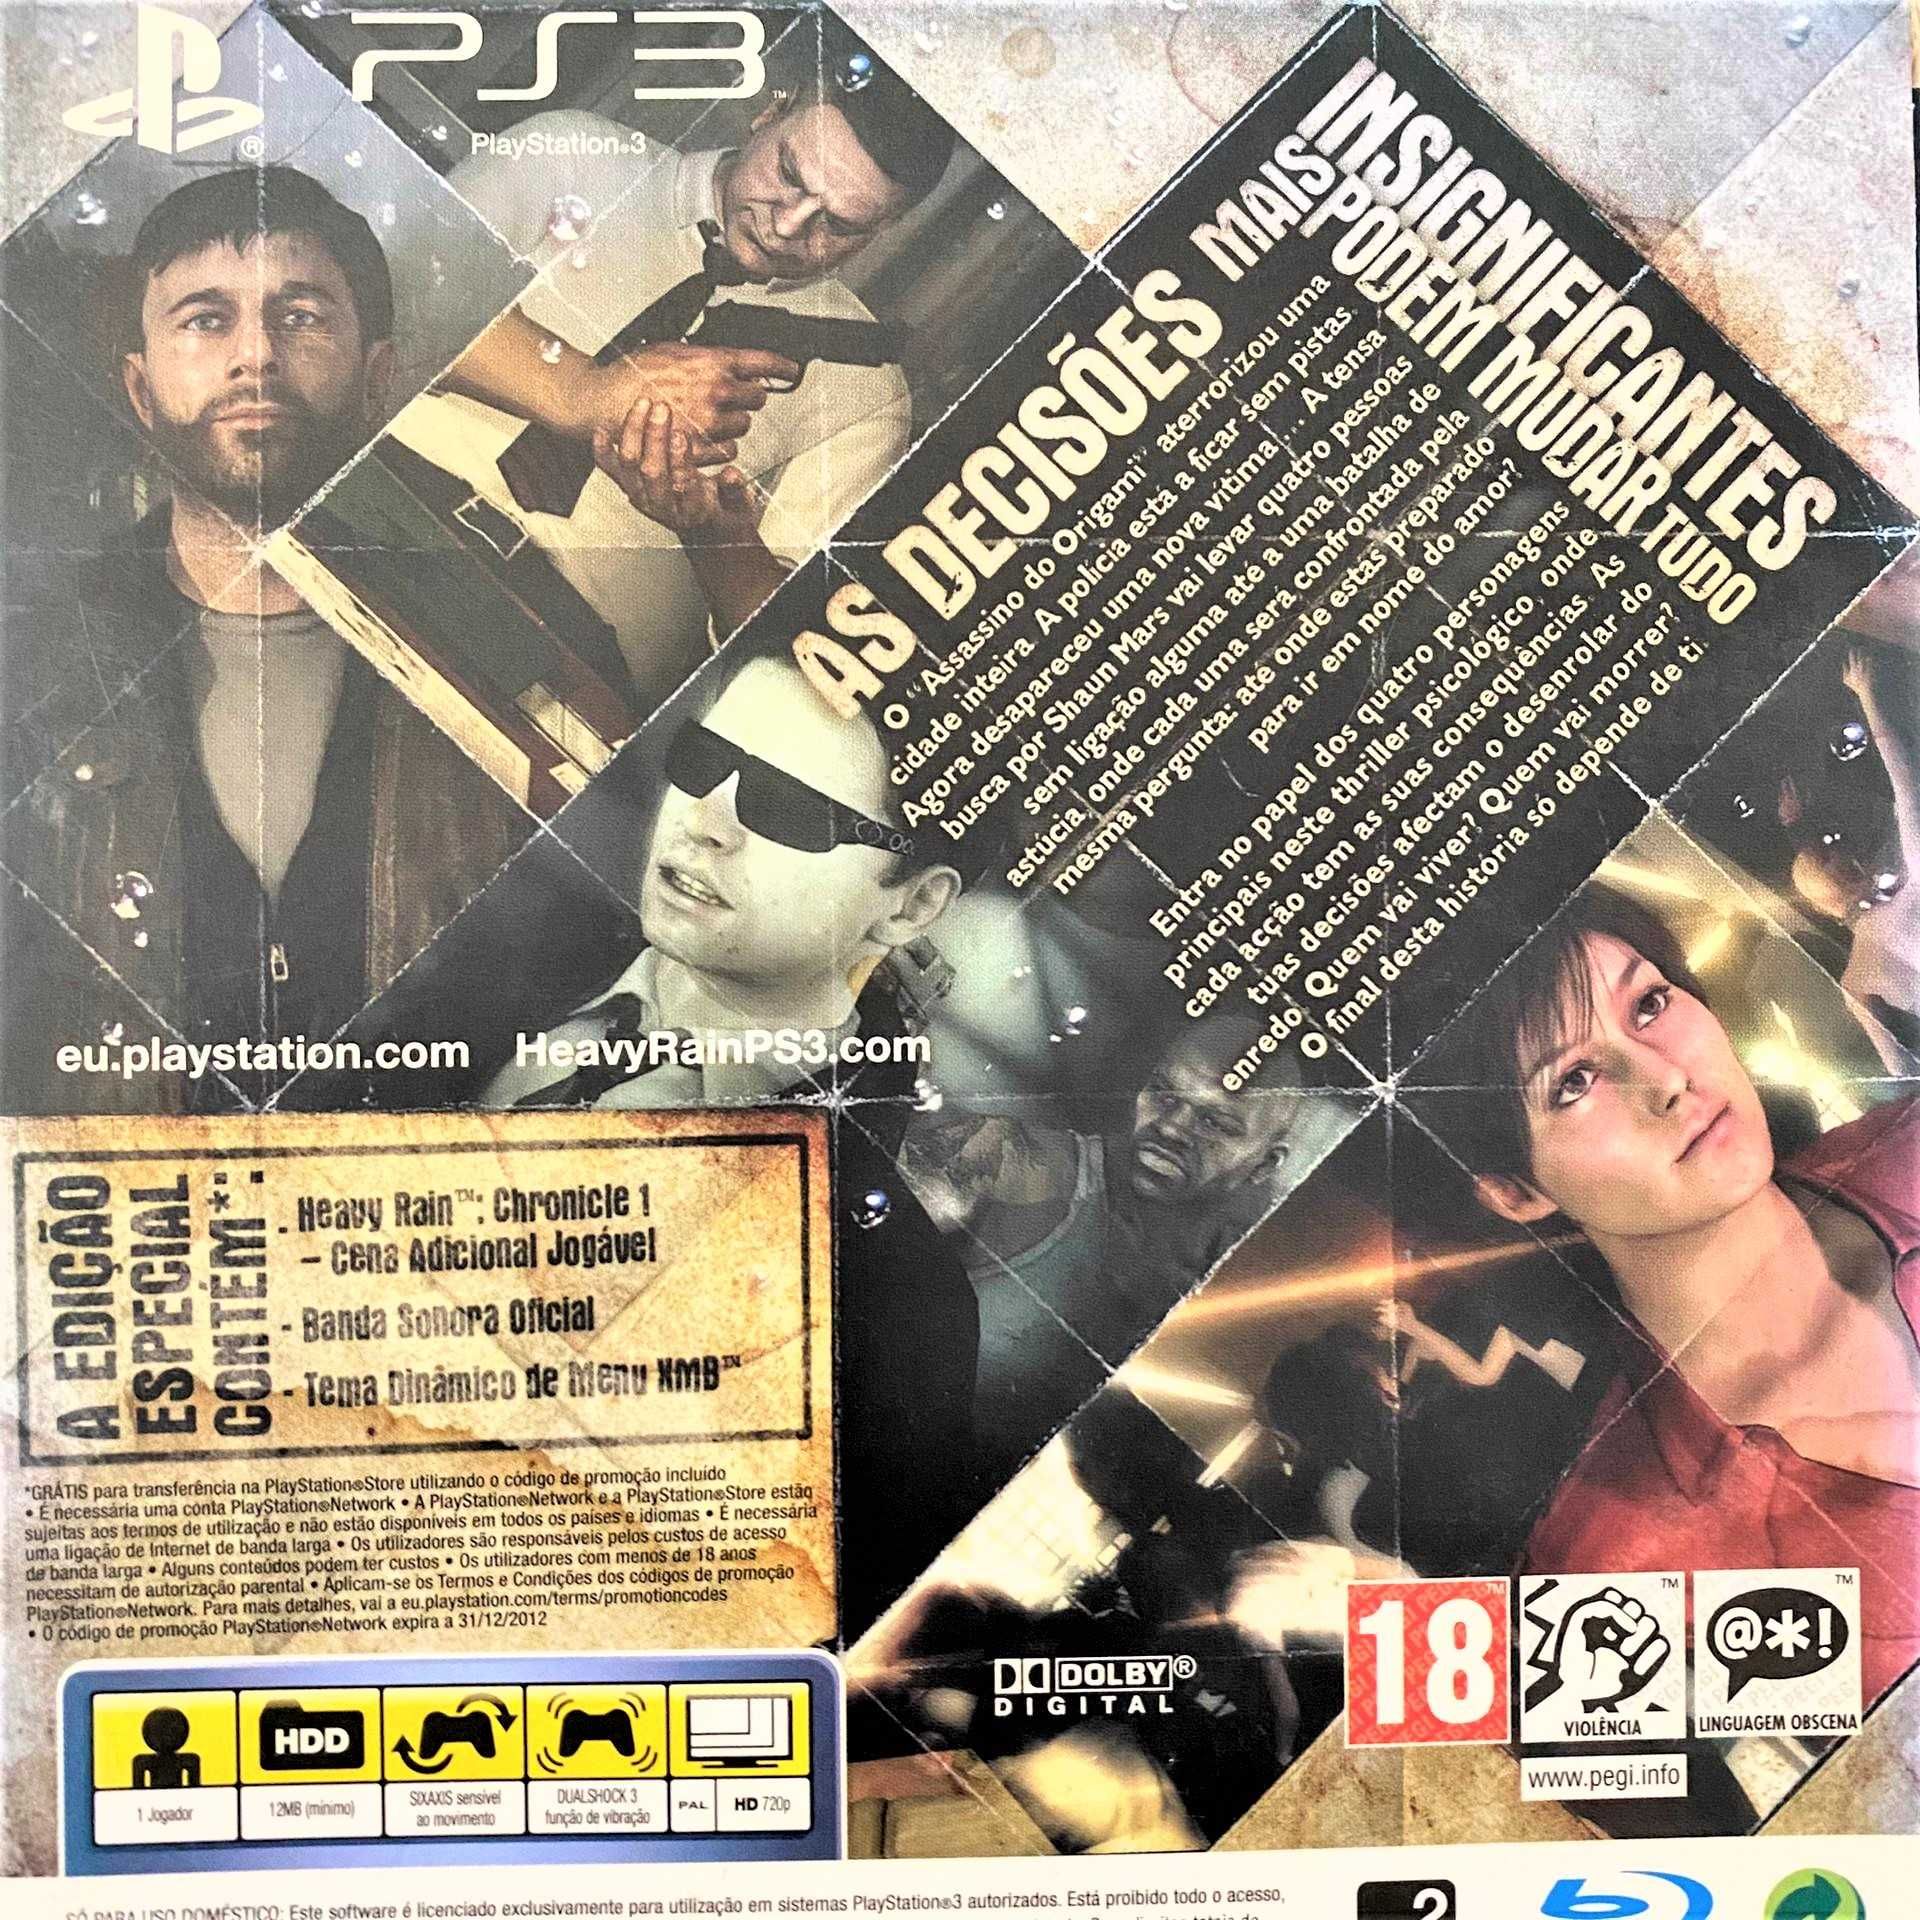 PS3™
®
PlayStation®3
AS DECISÕES MAIS
INSIGNIFICANTES
PODEM MUDAR TUDO
O "Assassino do Origami" aterrorizou uma
cidade inteira. A polícia está a ficar sem pistas.
Agora desapareceu uma nova vítima ... A tensa
busca por Shaun Mars vai levar quatro pessoas
sem ligação alguma até a uma batalha de
astúcia, onde cada uma será confrontada pela
mesma pergunta: até onde estás preparado
para ir em nome do amor?
Entra no papel dos quatro personagens
principais neste thriller psicológico, onde
cada acção tem as suas consequências. As
tuas decisões afectam o desenrolar do
enredo. Quem vai viver? Quem vai morrer?
O final desta história só depende de ti.
eu.playstation.com
HeavyRainPS3.com
A EDIÇÃO
ESPECIAL
CONTÉM*:
- Heavy Rain™: Chronicle 1
– Cena Adicional Jogável
- Banda Sonora Oficial
- Tema Dinâmico de Menu XMB™
*GRÁTIS para transferência na PlayStation®Store utilizando o código de promoção incluído
• É necessária uma conta PlayStation®Network • A PlayStation®Network e a PlayStation®Store estão
sujeitas aos termos de utilização e não estão disponíveis em todos os países e idiomas • É necessária
uma ligação de Internet de banda larga • Os utilizadores são responsáveis pelos custos de acesso
de banda larga • Alguns conteúdos podem ter custos • Os utilizadores com menos de 18 anos
necessitam de autorização parental • Aplicam-se os Termos e Condições dos códigos de promoção
PlayStation®Network. Para mais detalhes, vai a eu.playstation.com/terms/promotioncodes
• O código de promoção PlayStation®Network expira a 31/12/2012
HDD
1 Jogador
12MB (mínimo)
SIXAXIS sensível
ao movimento
DUALSHOCK 3
função de vibração
PAL
HD 720p
DOLBY®
DIGITAL
18™
™
VIOLÊNCIA
@*!
™
LINGUAGEM OBSCENA
www.pegi.info
SÓ PARA USO DOMÉSTICO: Este software é licenciado exclusivamente para utilização em sistemas PlayStation®3 autorizados. Está proibido todo o acesso,
2